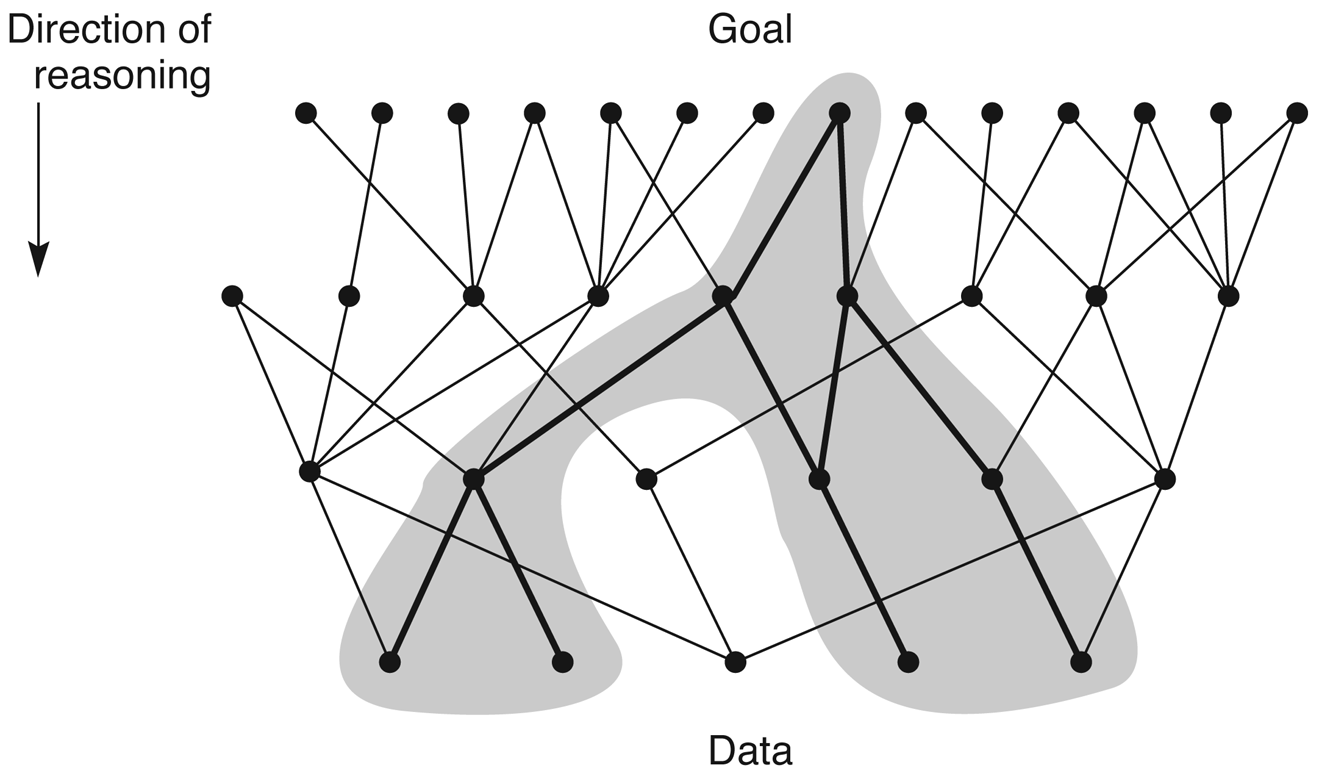 Direction of
reasoning
Goal
Data